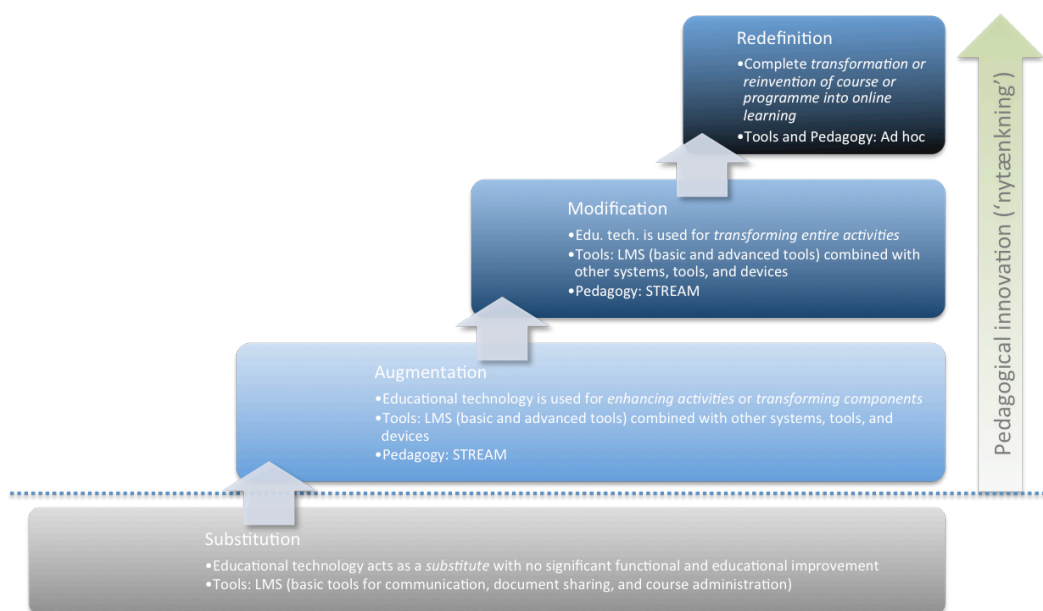 Redefinition
•Complete transformation or
reinvention of course or
programme into online
learning
•Tools and Pedagogy: Ad hoc
Modification
•Edu. tech. is used for transforming entire activities
•Tools: LMS (basic and advanced tools) combined with
other systems, tools, and devices
•Pedagogy: STREAM
Augmentation
•Educational technology is used for enhancing activities or transforming components
•Tools: LMS (basic and advanced tools) combined with other systems, tools, and
devices
•Pedagogy: STREAM
Substitution
•Educational technology acts as a substitute with no significant functional and educational improvement
•Tools: LMS (basic tools for communication, document sharing, and course administration)
Pedagogical innovation (‘nytænkning’)